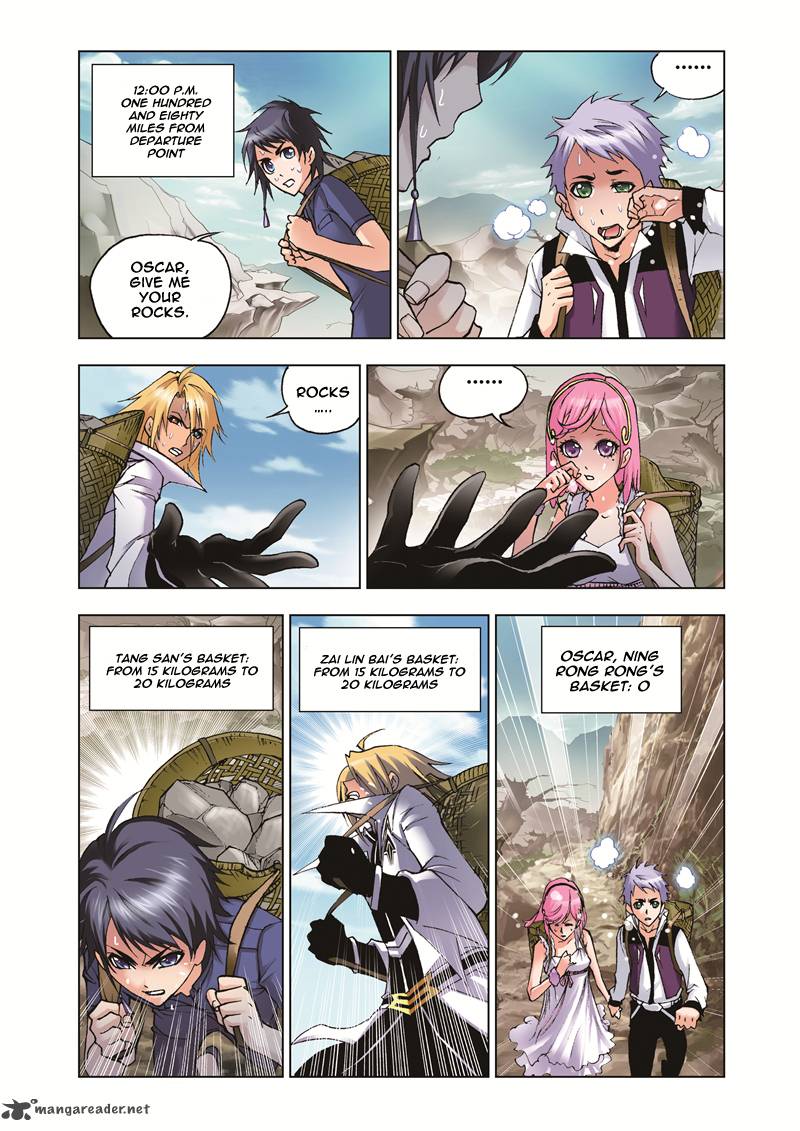 12:00 P.M.
ONE HUNDRED
AND EIGHTY
MILES FROM
DEPARTURE
POINT
OSCAR,
GIVE ME
YOUR
ROCKS.
......
ROCKS
.....
......
TANG SAN'S BASKET:
FROM 15 KILOGRAMS TO
20 KILOGRAMS
ZAI LIN BAI'S BASKET:
FROM 15 KILOGRAMS TO
20 KILOGRAMS
OSCAR, NING
RONG RONG'S
BASKET: 0
mangareader.net